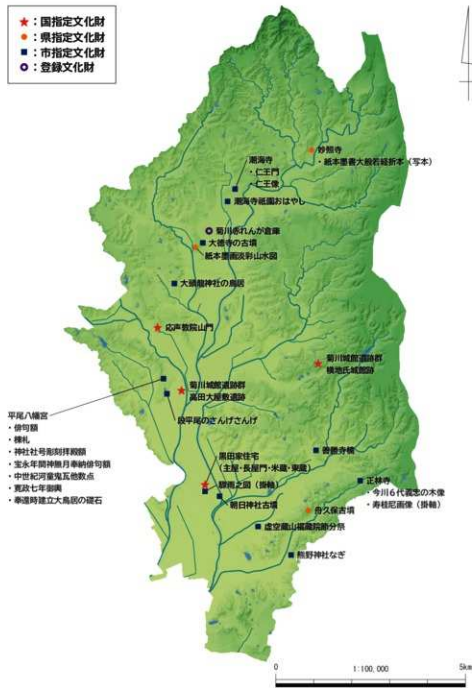 ★：国指定文化財
●：県指定文化財
■：市指定文化財
◎：登録文化財
妙照寺
・紙本墨書大般若経折本（写本）
潮海寺
・仁王門
・仁王像
潮海寺祇園おはやし
菊川赤れんが倉庫
大徳寺の古墳
紙本墨画淡彩山水図
大頭龍神社の鳥居
応声教院山門
菊川城館遺跡群
横地氏城館跡
菊川城館遺跡群
高田大屋敷遺跡
平尾八幡宮
・俳句額
・棟札
・神社社号彫刻拝殿額
・宝永年間神無月奉納俳句額
・中世紀河童鬼瓦他数点
・寛政七年御輿
・奉遷時建立大鳥居の礎石
段平尾のさんげさんげ
善勝寺橋
黒田家住宅
（主屋・長屋門・米蔵・東蔵）
驟雨之図（掛軸）
朝日神社古墳
正林寺
・今川６代義忠の木像
・寿桂尼画像（掛軸）
舟久保古墳
虚空蔵山福蔵院節分祭
熊野神社なぎ
0
1:100,000
5km